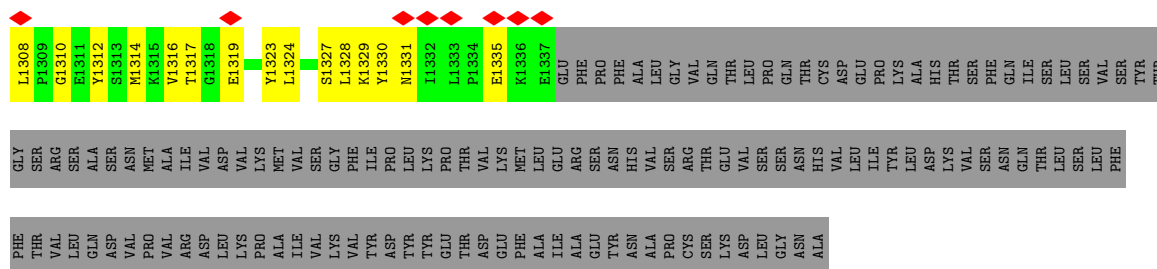 L1308 P1309 G1310 E1311 Y1312 S1313 M1314 K1315 V1316 T1317 G1318 E1319 Y1323 L1324 S1327 L1328 K1329 Y1330 N1331 I1332 L1333 P1334 E1335 K1336 E1337 GLU PHE PRO PHE ALA LEU GLY VAL GLN THR LEU PRO GLN THR CYS ASP GLU PRO LYS ALA HIS THR SER PHE GLN ILE SER LEU SER VAL SER TYR
GLY SER ARG SER ALA SER ASN MET ALA ILE VAL ASP VAL LYS MET VAL SER GLY PHE ILE PRO LEU LYS PRO THR VAL LYS MET LEU GLU ARG SER ASN HIS VAL SER ARG THR GLU VAL SER SER ASN HIS VAL LEU ILE TYR LEU ASP LYS VAL SER ASN GLN THR LEU SER LEU PHE
PHE THR VAL LEU GLN ASP VAL PRO VAL ARG ASP LEU LYS PRO ALA ILE VAL LYS VAL TYR ASP TYR TYR GLU THR ASP GLU PHE ALA ILE ALA GLU TYR ASN ALA PRO CYS SER LYS ASP LEU GLY ASN ALA